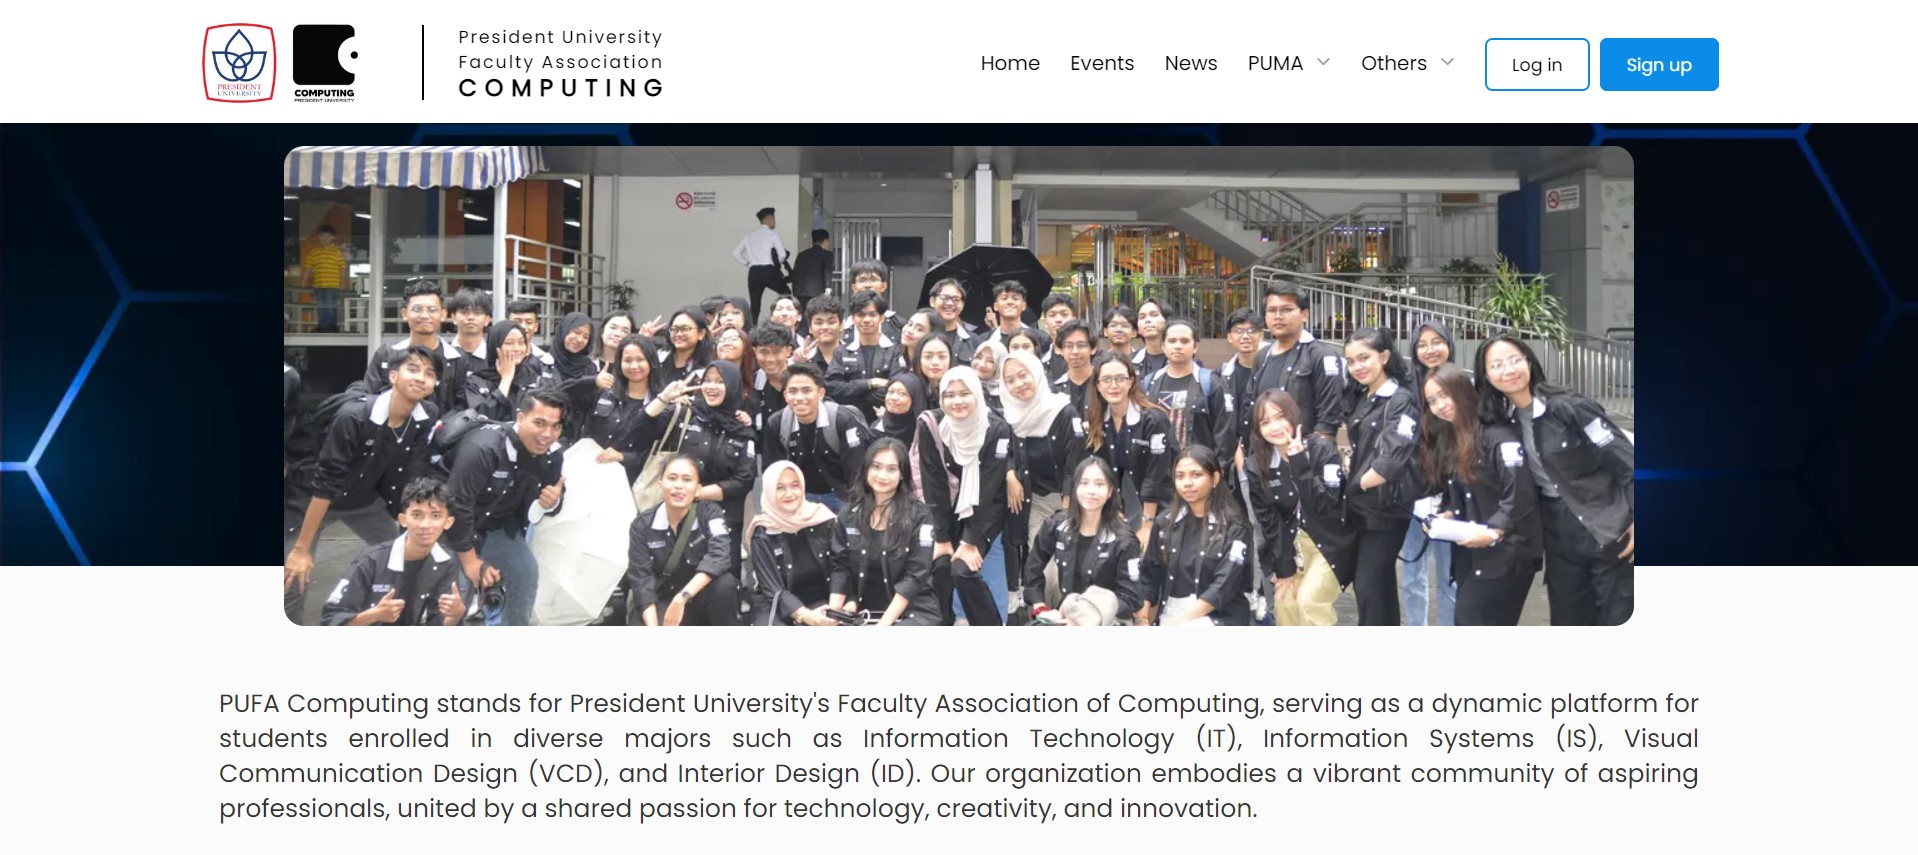 PRESIDENT
UNIVERSITY
COMPUTING
PRESIDENT UNIVERSITY
President University
Faculty Association
COMPUTING
Home
Events
News
PUMA
Others
Log in
Sign up
PUFA Computing stands for President University's Faculty Association of Computing, serving as a dynamic platform for
students enrolled in diverse majors such as Information Technology (IT), Information Systems (IS), Visual
Communication Design (VCD), and Interior Design (ID). Our organization embodies a vibrant community of aspiring
professionals, united by a shared passion for technology, creativity, and innovation.